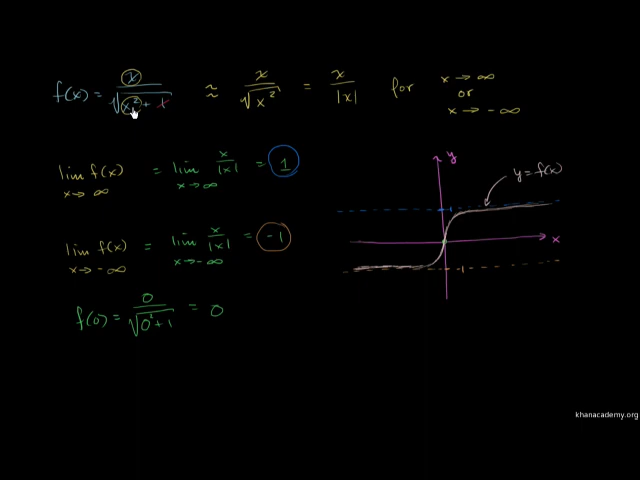 f(x) = x / √(x² + 1) ≈ x / √(x²) = x / |x| for x → ∞ or x → -∞
lim f(x) x → ∞ = lim x → ∞ x / |x| = 1
lim f(x) x → -∞ = lim x → -∞ x / |x| = -1
f(0) = 0 / √(0² + 1) = 0
y
y = f(x)
1
x
-1
khanacademy.org